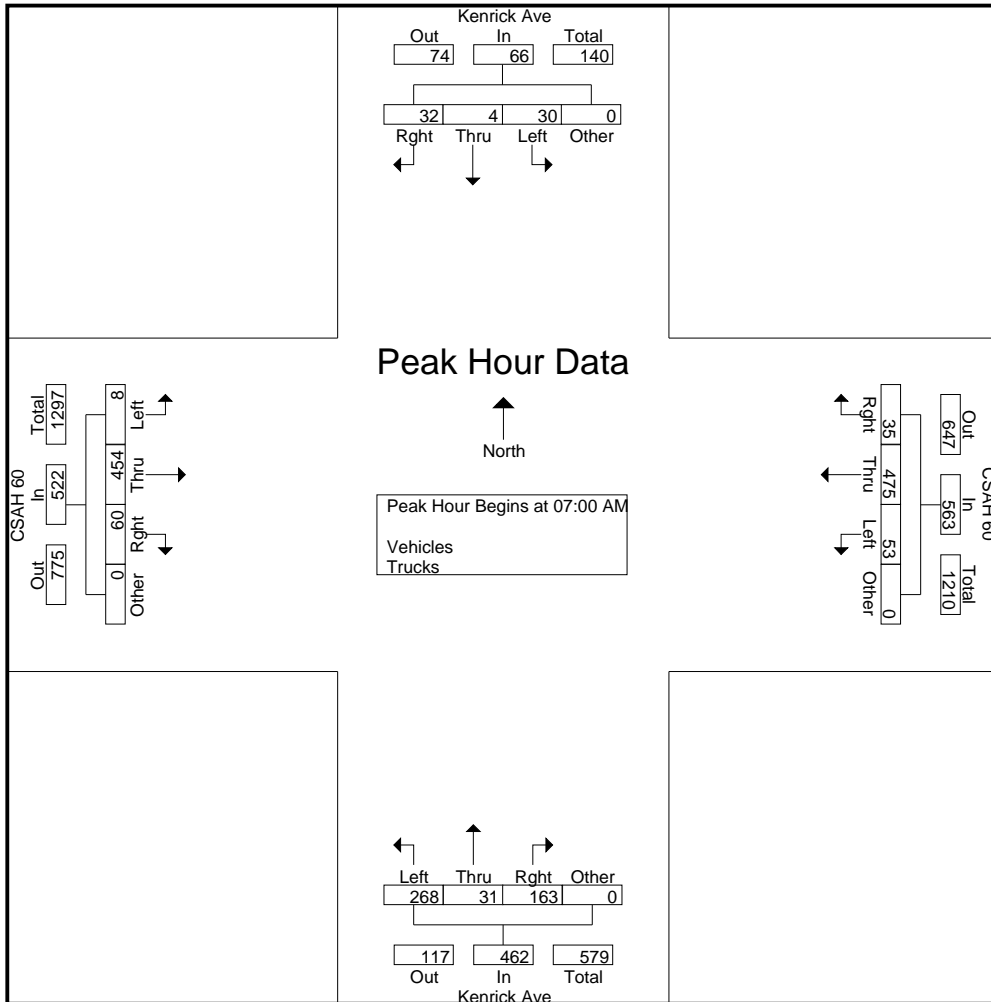 Kenrick Ave
Out In Total
74 66 140
32 4 30 0
Rght Thru Left Other
Peak Hour Data
North
Peak Hour Begins at 07:00 AM
Vehicles
Trucks
CSAH 60
Total In Out
1297 522 775
8 454 60 0
Left Thru Rght Other
Rght Thru Left Other
35 475 53 0
Out In Total
647 563 1210
CSAH 60
Left Thru Rght Other
268 31 163 0
117 462 579
Out In Total
Kenrick Ave